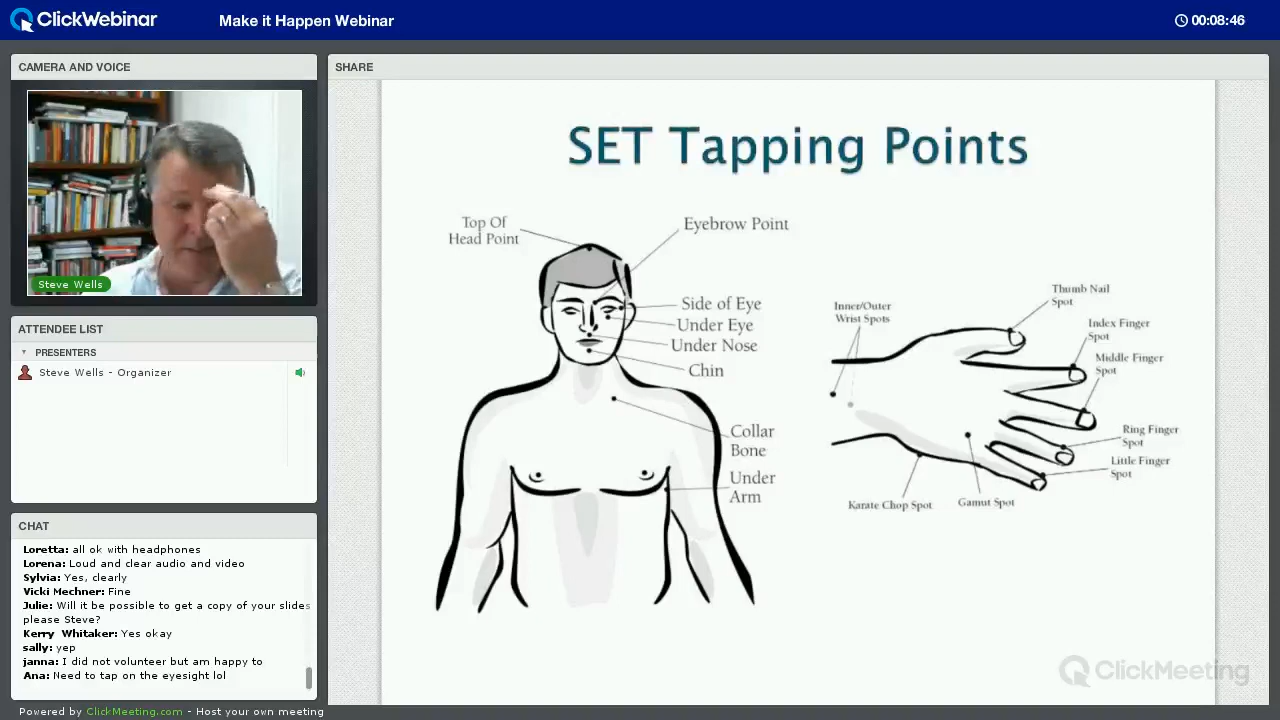 ClickWebinar
Make it Happen Webinar
00:08:46
CAMERA AND VOICE
Steve Wells
ATTENDEE LIST
PRESENTERS
Steve Wells - Organizer
CHAT
Loretta: all ok with headphones
Lorena: Loud and clear audio and video
Sylvia: Yes, clearly
Vicki Mechner: Fine
Julie: Will it be possible to get a copy of your slides
please Steve?
Kerry Whitaker: Yes okay
sally: yep
janna: I did not volunteer but am happy to
Ana: Need to tap on the eyesight lol
Powered by ClickMeeting.com - Host your own meeting
SHARE
SET Tapping Points
Top Of
Head Point
Eyebrow Point
Side of Eye
Under Eye
Under Nose
Chin
Collar
Bone
Under
Arm
Inner/Outer
Wrist Spots
Thumb Nail
Spot
Index Finger
Spot
Middle Finger
Spot
Ring Finger
Spot
Little Finger
Spot
Karate Chop Spot
Gamut Spot
ClickMeeting